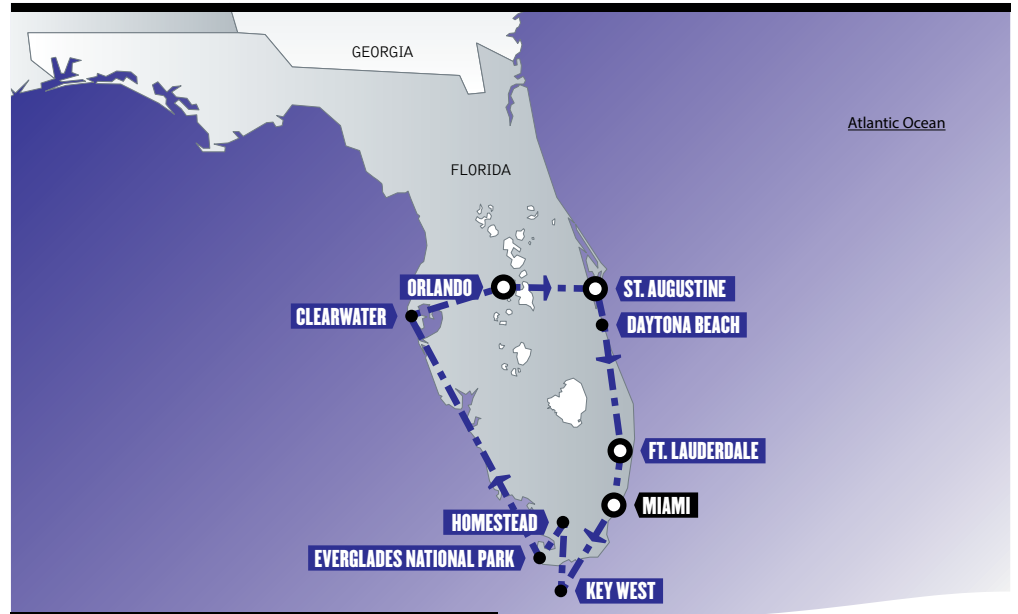 GEORGIA
Atlantic Ocean
FLORIDA
ORLANDO
ST. AUGUSTINE
CLEARWATER
DAYTONA BEACH
FT. LAUDERDALE
MIAMI
HOMESTEAD
EVERGLADES NATIONAL PARK
KEY WEST